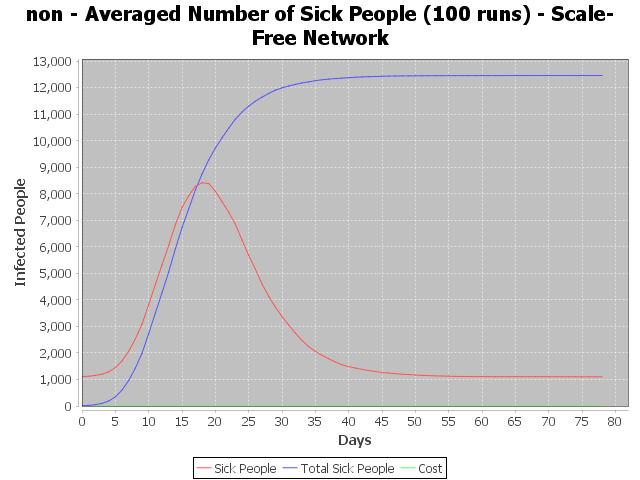 non - Averaged Number of Sick People (100 runs) - Scale-
Free Network
13,000
12,000
11,000
10,000
9,000
8,000
7,000
6,000
5,000
4,000
3,000
2,000
1,000
0
Infected People
0 5 10 15 20 25 30 35 40 45 50 55 60 65 70 75 80
Days
Sick People Total Sick People Cost